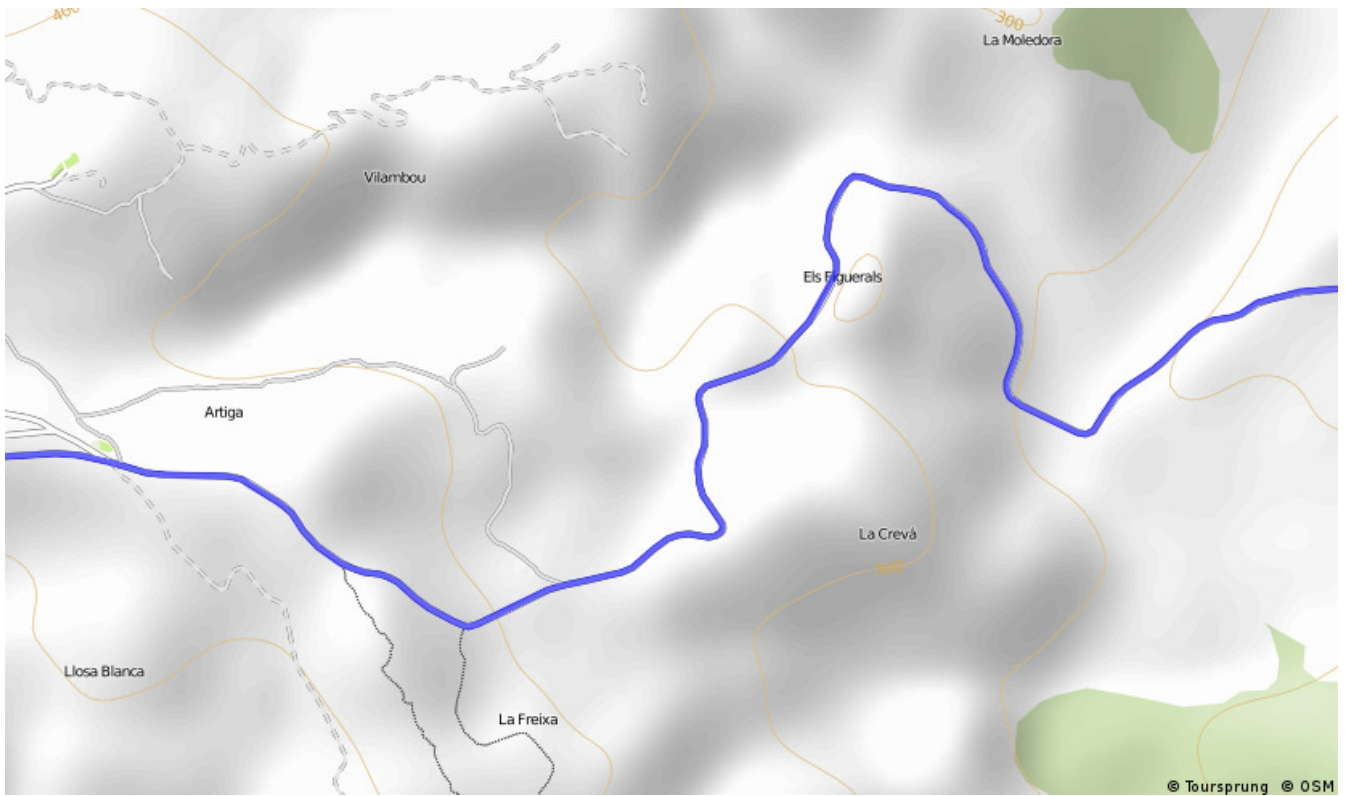 400
300
La Moledora
Vilambou
Els Figuerals
Artiga
La Crevá
300
Llosa Blanca
La Freixa
© Toursprung © OSM